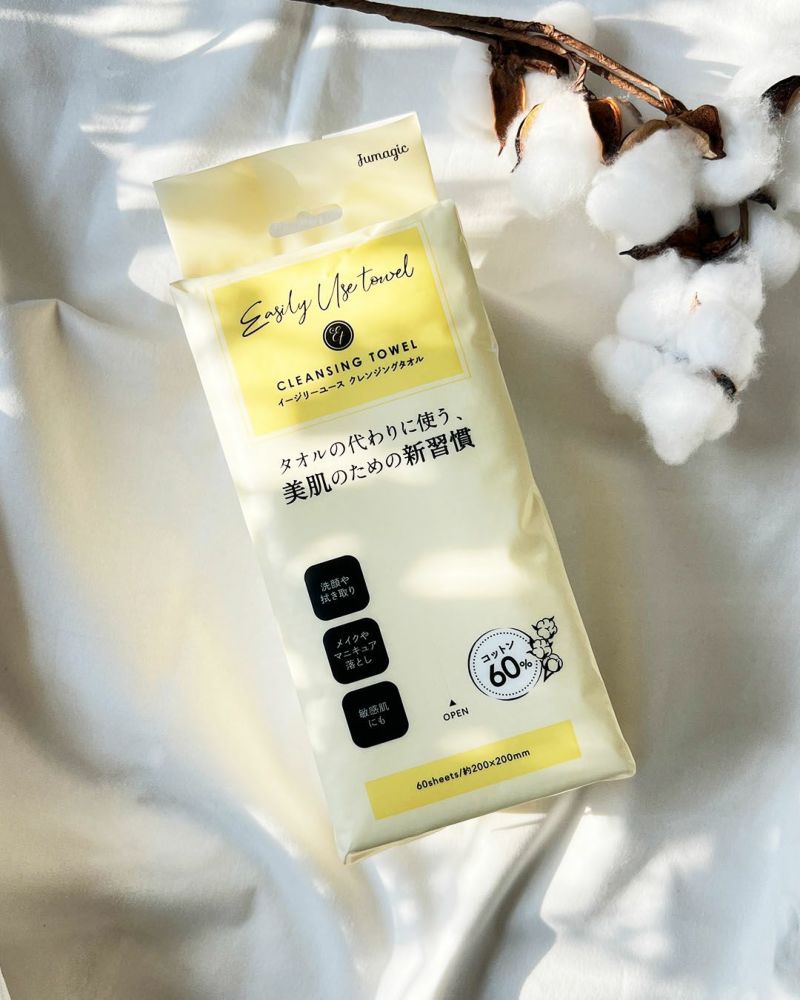 Jumagic
Easily Use towel
EU
CLEANSING TOWEL
イージーユース クレンジングタオル
タオルの代わりに使う、
美肌のための新習慣
洗顔や
拭き取り
メイクや
マニキュア
落とし
敏感肌
にも
コットン
60%
▲
OPEN
60sheets/約200×200mm